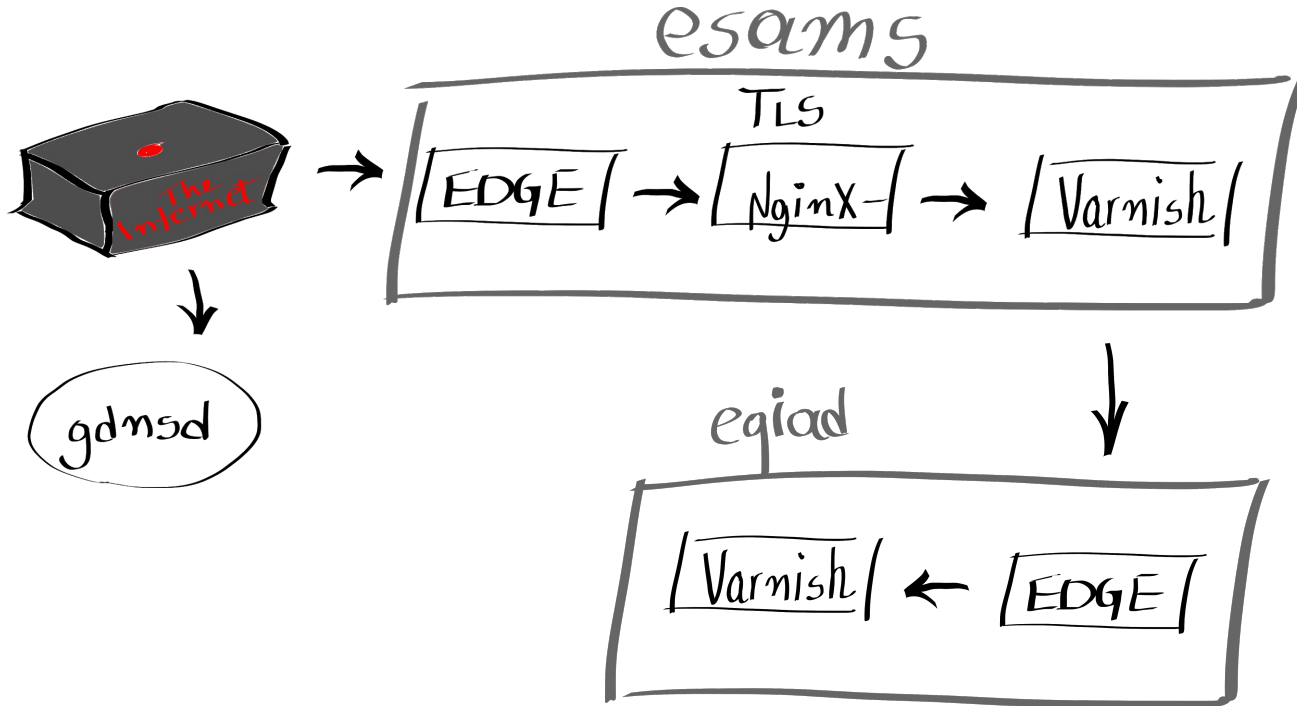 esams
TLS
The
Internet
EDGE
Nginx-
Varnish
gdnsd
eqiad
Varnish
EDGE